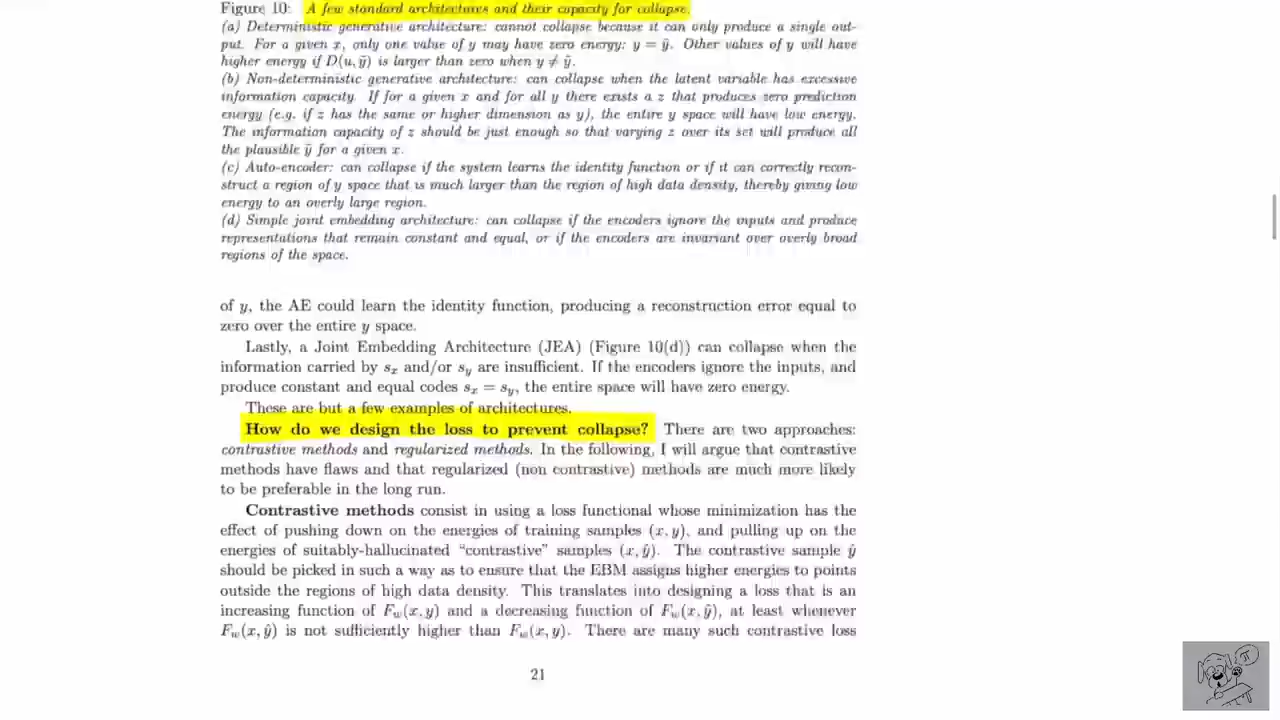 Figure 10: A few standard architectures and their capacity for collapse.
(a) Deterministic generative architecture: cannot collapse because it can only produce a single out-
put. For a given x, only one value of y may have zero energy: y = ȳ. Other values of y will have
higher energy if D(u, ȳ) is larger than zero when y ≠ ȳ.
(b) Non-deterministic generative architecture: can collapse when the latent variable has excessive
information capacity. If for a given x and for all y there exists a z that produces zero prediction
energy (e.g. if z has the same or higher dimension as y), the entire y space will have low energy.
The information capacity of z should be just enough so that varying z over its set will produce all
the plausible ȳ for a given x.
(c) Auto-encoder: can collapse if the system learns the identity function or if it can correctly recon-
struct a region of y space that is much larger than the region of high data density, thereby giving low
energy to an overly large region.
(d) Simple joint embedding architecture: can collapse if the encoders ignore the inputs and produce
representations that remain constant and equal, or if the encoders are invariant over overly broad
regions of the space.
of y, the AE could learn the identity function, producing a reconstruction error equal to
zero over the entire y space.
Lastly, a Joint Embedding Architecture (JEA) (Figure 10(d)) can collapse when the
information carried by sₓ and/or s_y are insufficient. If the encoders ignore the inputs, and
produce constant and equal codes sₓ = s_y, the entire space will have zero energy.
These are but a few examples of architectures.
How do we design the loss to prevent collapse? There are two approaches:
contrastive methods and regularized methods. In the following, I will argue that contrastive
methods have flaws and that regularized (non contrastive) methods are much more likely
to be preferable in the long run.
Contrastive methods consist in using a loss functional whose minimization has the
effect of pushing down on the energies of training samples (x, y), and pulling up on the
energies of suitably-hallucinated “contrastive” samples (x, ŷ). The contrastive sample ŷ
should be picked in such a way as to ensure that the EBM assigns higher energies to points
outside the regions of high data density. This translates into designing a loss that is an
increasing function of F_w(x, y) and a decreasing function of F_w(x, ŷ), at least whenever
F_w(x, ŷ) is not sufficiently higher than F_w(x, y). There are many such contrastive loss
21
π